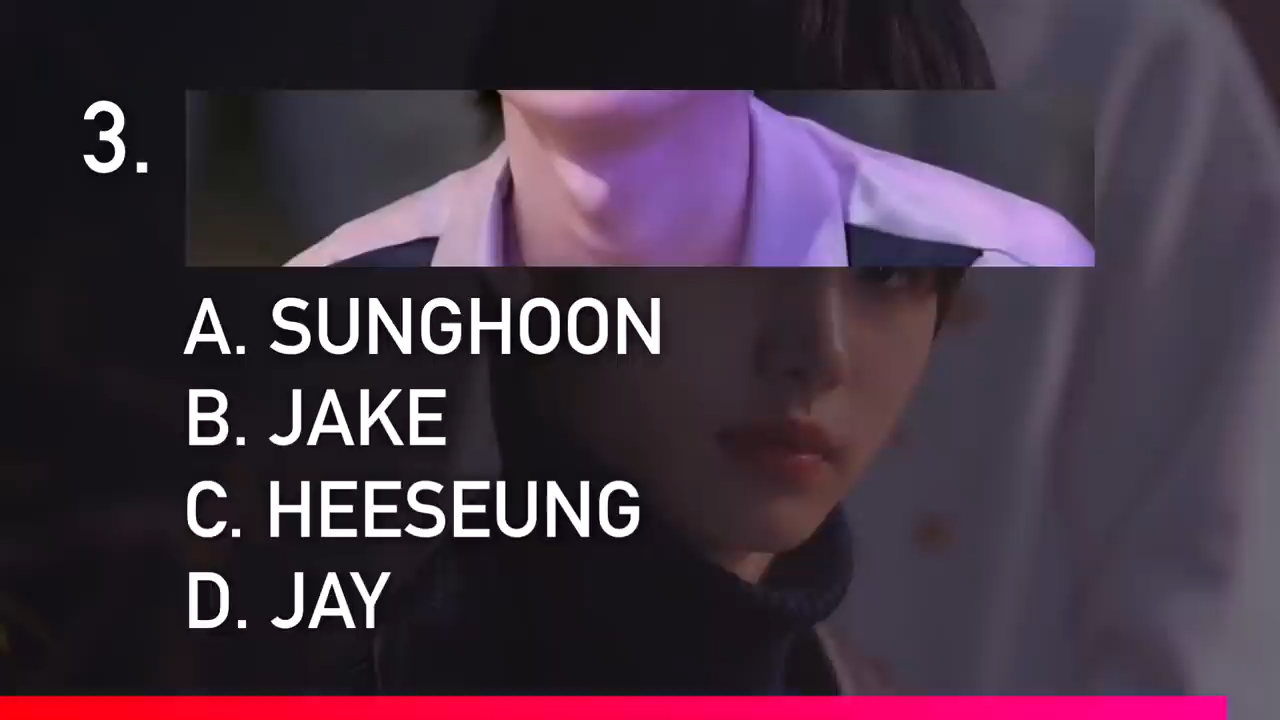 3.
A. SUNGHOON
B. JAKE
C. HEESEUNG
D. JAY